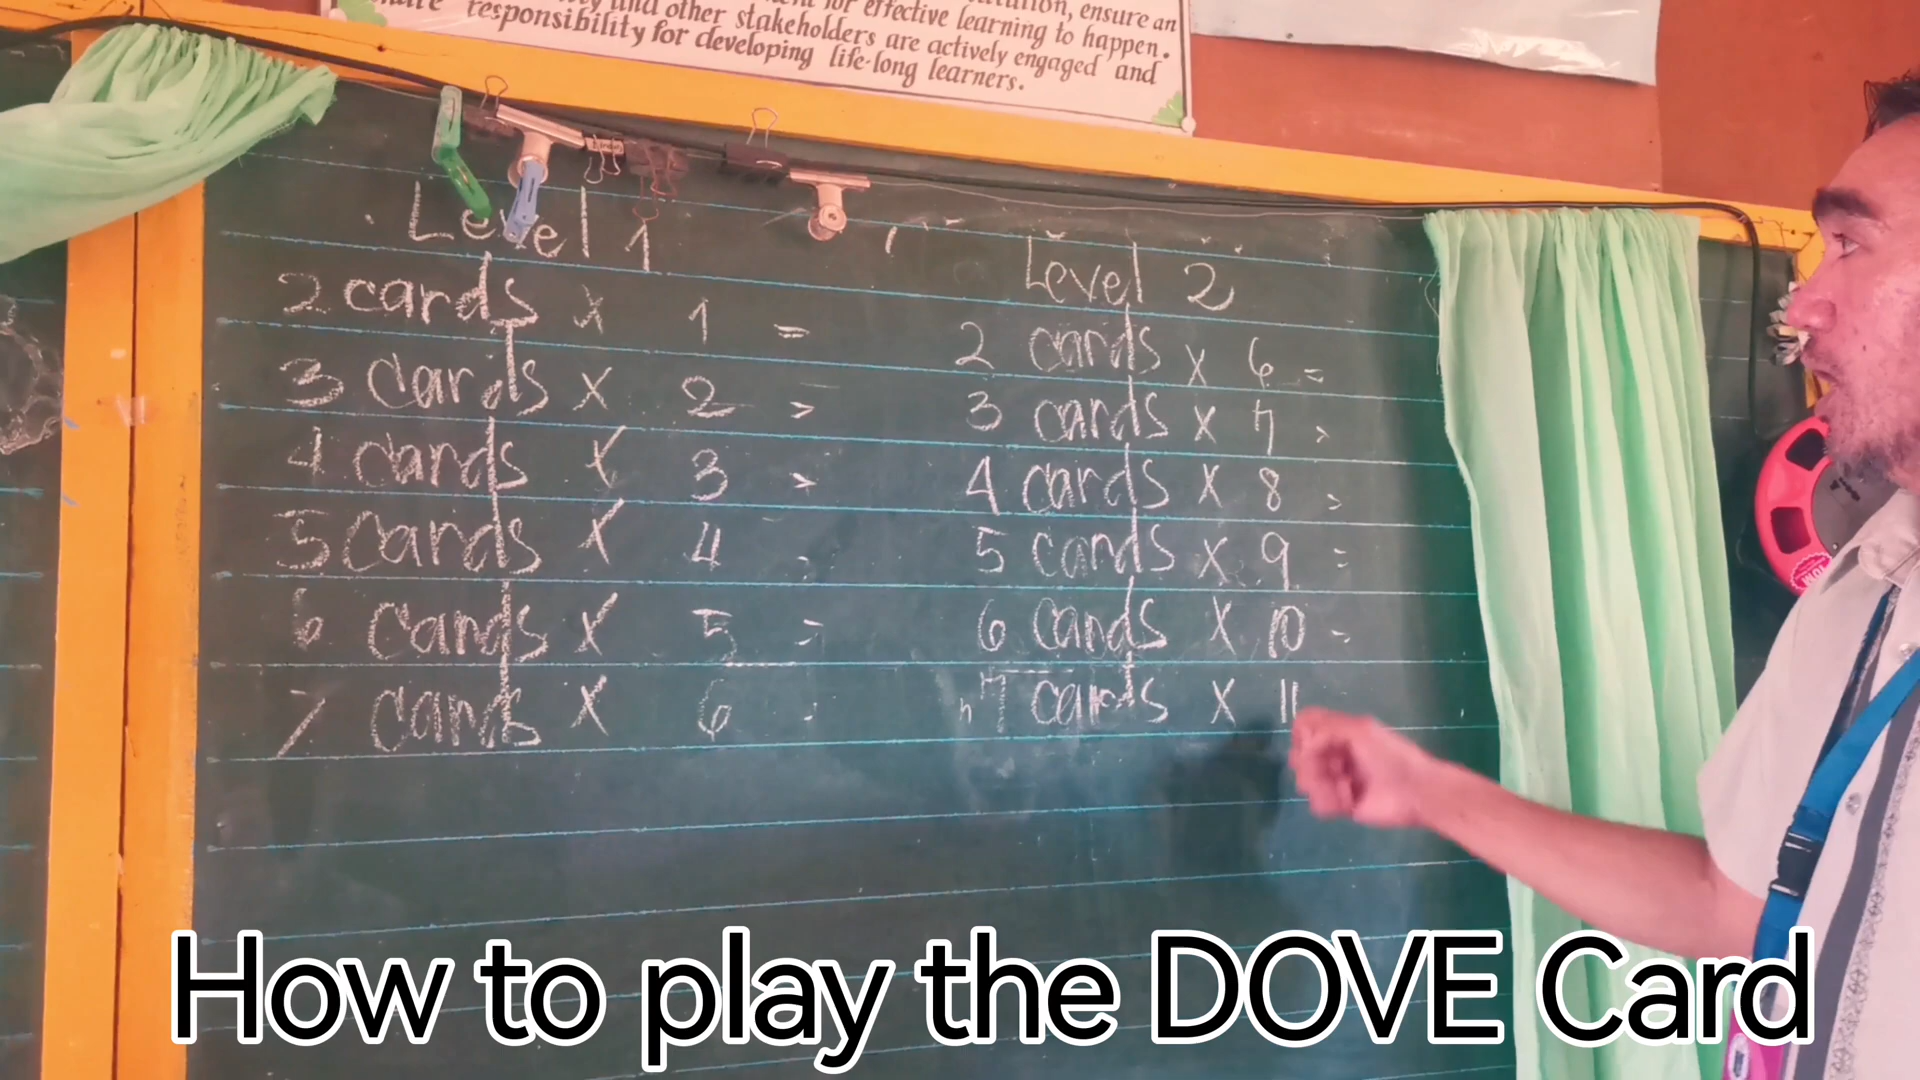 ution, ensure an
y and other stakeholders are actively engaged and
for effective learning to happen.
responsibility for developing life-long learners.
Level 1
2 cards x 1 =
3 cards x 2 =
4 cards x 3 =
5 cards x 4 =
6 cards x 5 =
7 cards x 6 =
Level 2
2 cards x 6 =
3 cards x 7 =
4 cards x 8 =
5 cards x 9 =
6 cards x 10 =
7 cards x 11
How to play the DOVE Card